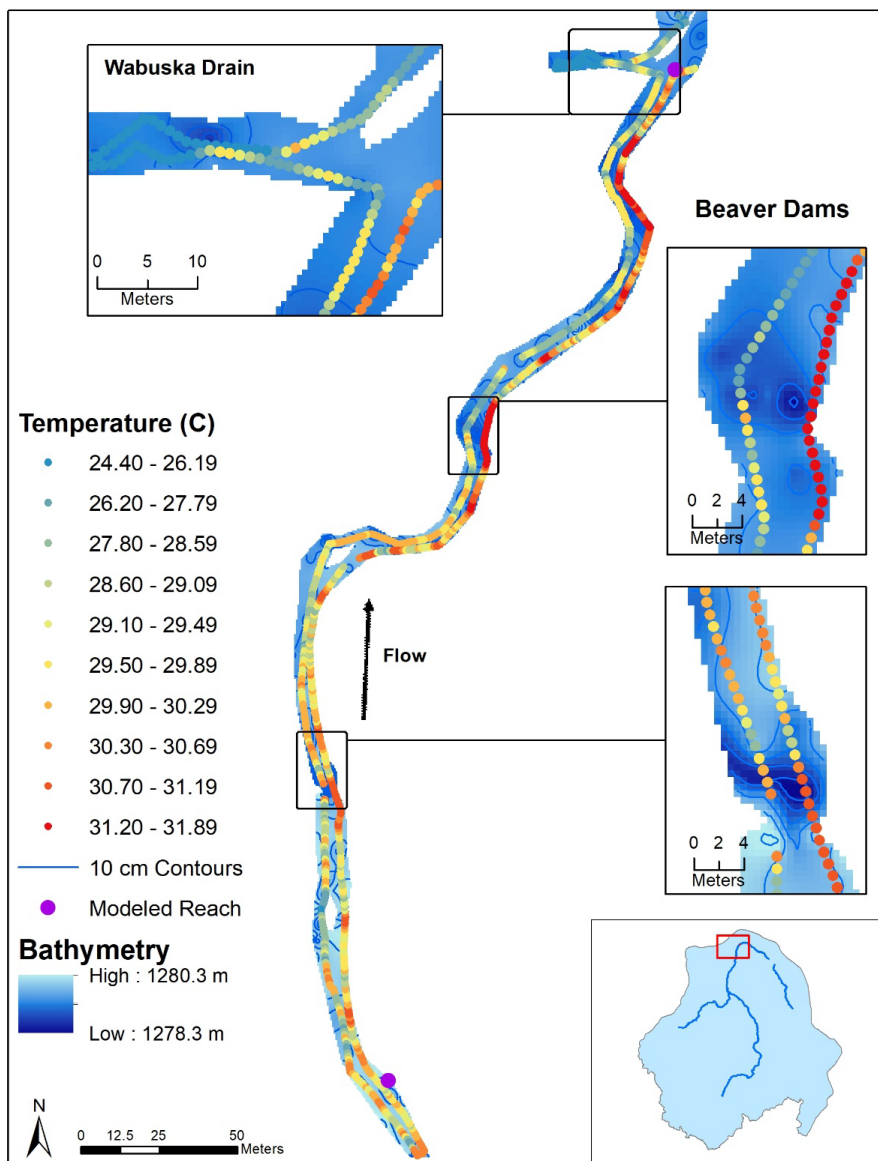 Wabuska Drain
0 5 10
Meters
Beaver Dams
0 2 4
Meters
Temperature (C)
24.40 - 26.19
26.20 - 27.79
27.80 - 28.59
28.60 - 29.09
29.10 - 29.49
29.50 - 29.89
29.90 - 30.29
30.30 - 30.69
30.70 - 31.19
31.20 - 31.89
10 cm Contours
Modeled Reach
Bathymetry
High : 1280.3 m
Low : 1278.3 m
Flow
0 2 4
Meters
N
0 12.5 25 50
Meters